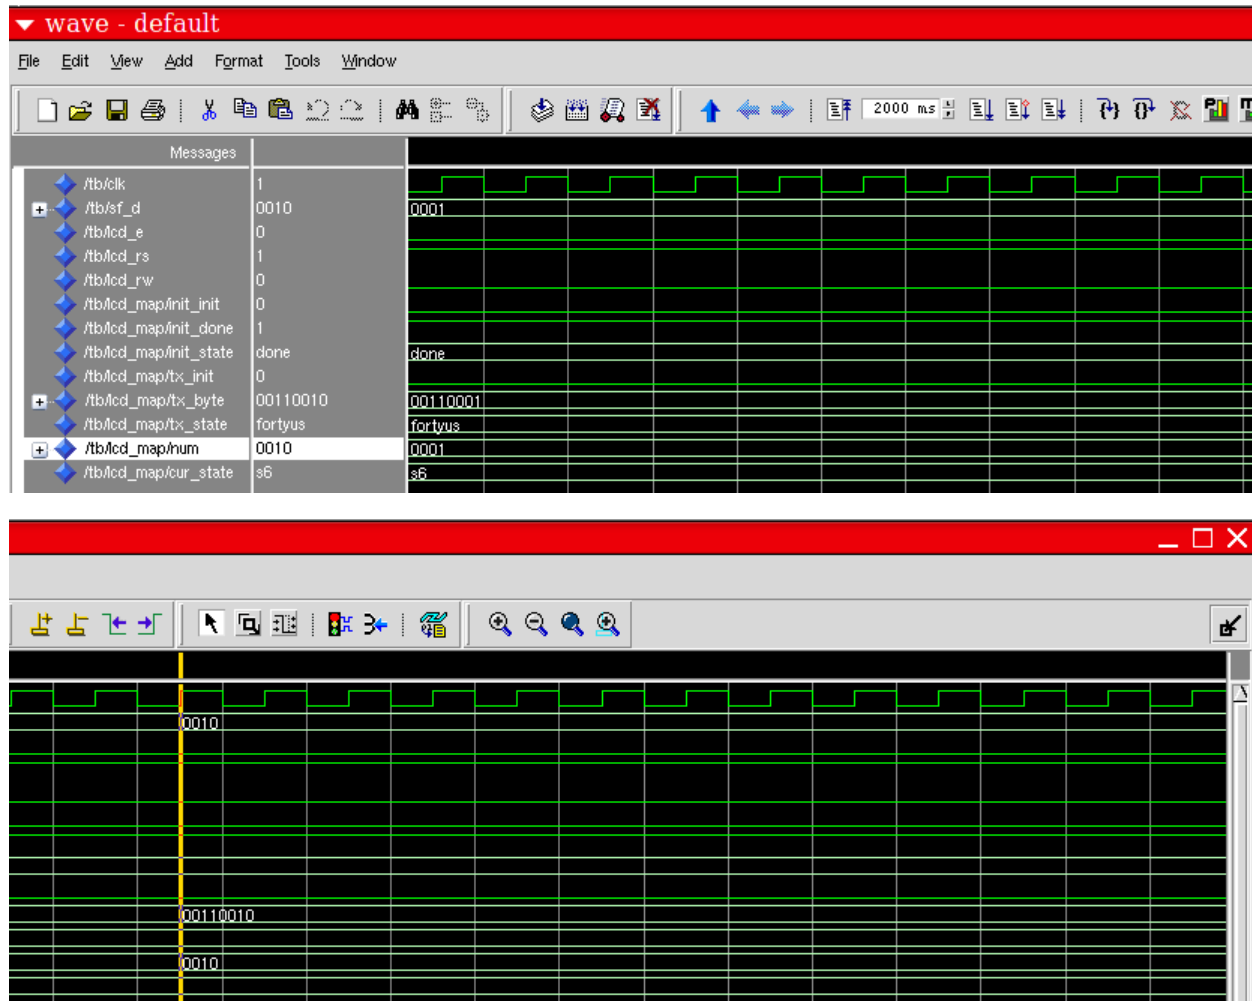 wave - default
File Edit View Add Format Tools Window
2000 ms
Messages
/tb/clk 1
/tb/sf_d 0010 0001
/tb/lcd_e 0
/tb/lcd_rs 1
/tb/lcd_rw 0
/tb/lcd_map/init_init 0
/tb/lcd_map/init_done 1
/tb/lcd_map/init_state done done
/tb/lcd_map/tx_init 0
/tb/lcd_map/tx_byte 00110010 00110001
/tb/lcd_map/tx_state fortyus fortyus
/tb/lcd_map/num 0010 0001
/tb/lcd_map/cur_state s6 s6
0010
00110010
0010